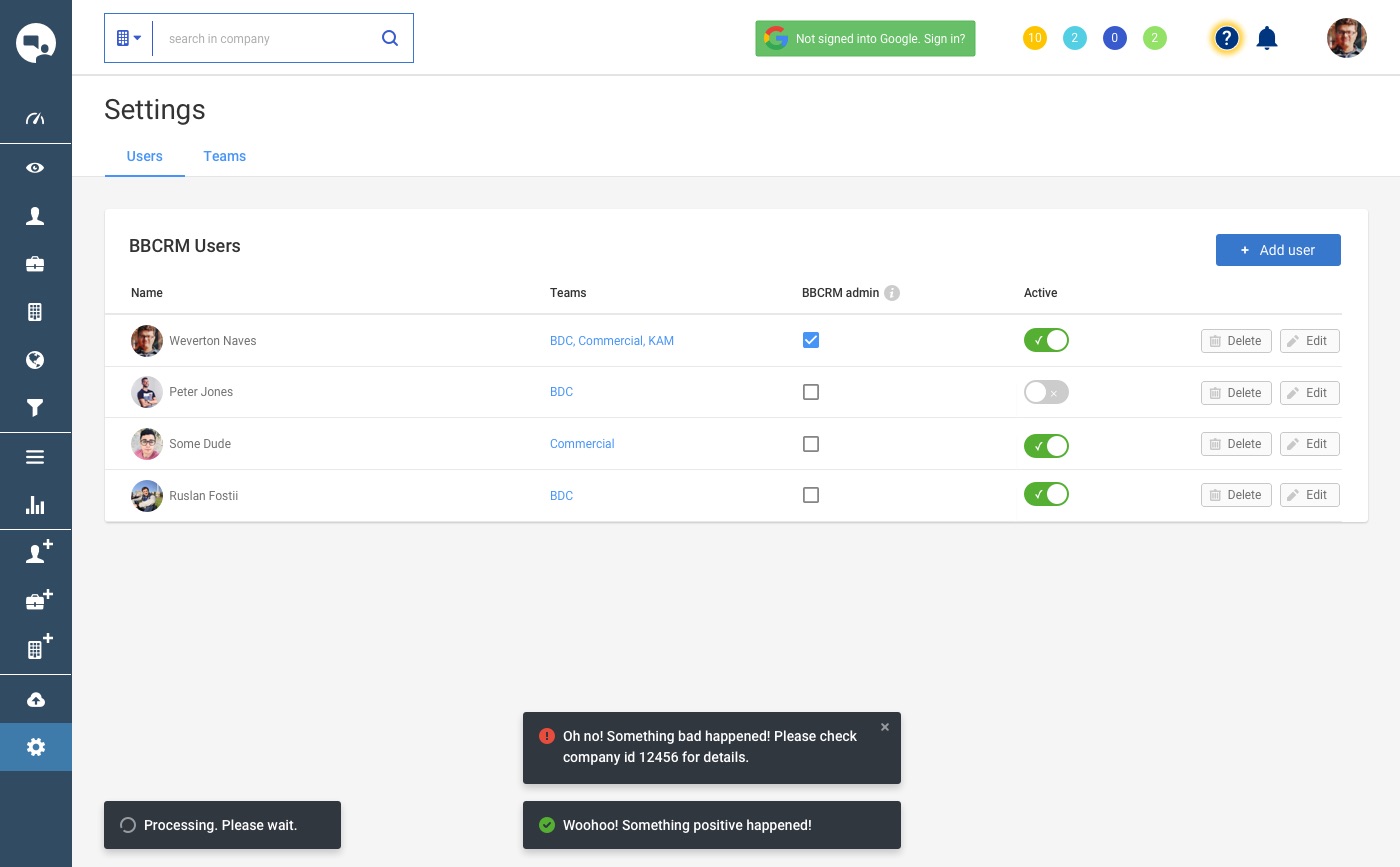 search in company
Not signed into Google. Sign in?
10
2
0
2
?
Settings
Users
Teams
BBCRM Users
+ Add user
Name
Teams
BBCRM admin i
Active
Weverton Naves
BDC, Commercial, KAM
Delete
Edit
Peter Jones
BDC
Delete
Edit
Some Dude
Commercial
Delete
Edit
Ruslan Fostii
BDC
Delete
Edit
Oh no! Something bad happened! Please check
company id 12456 for details.
Processing. Please wait.
Woohoo! Something positive happened!